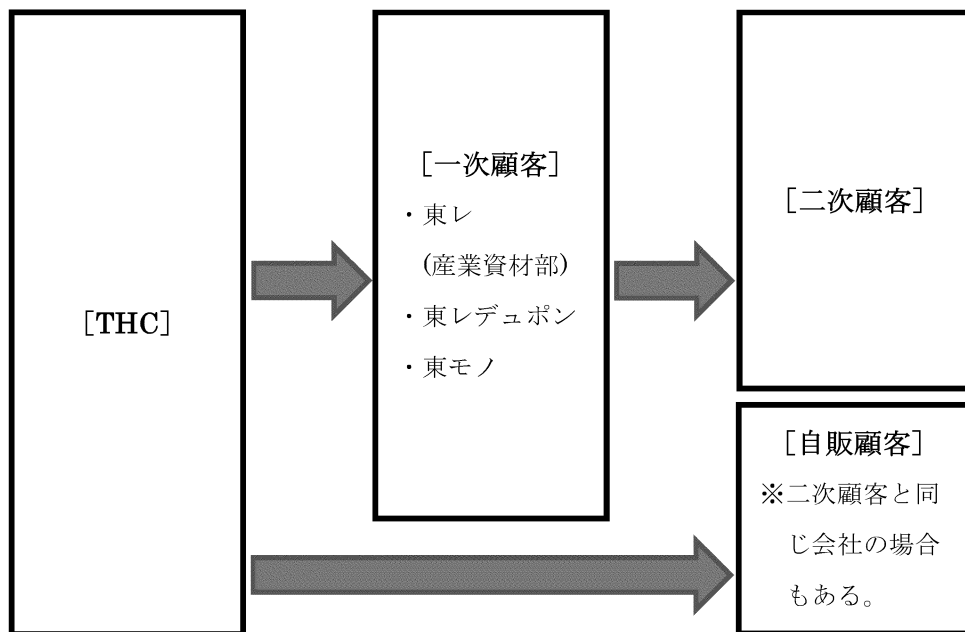 [THC]
[一次顧客]
・東レ
(産業資材部)
・東レデュポン
・東モノ
[二次顧客]
[自販顧客]
※二次顧客と同
じ会社の場合
もある。